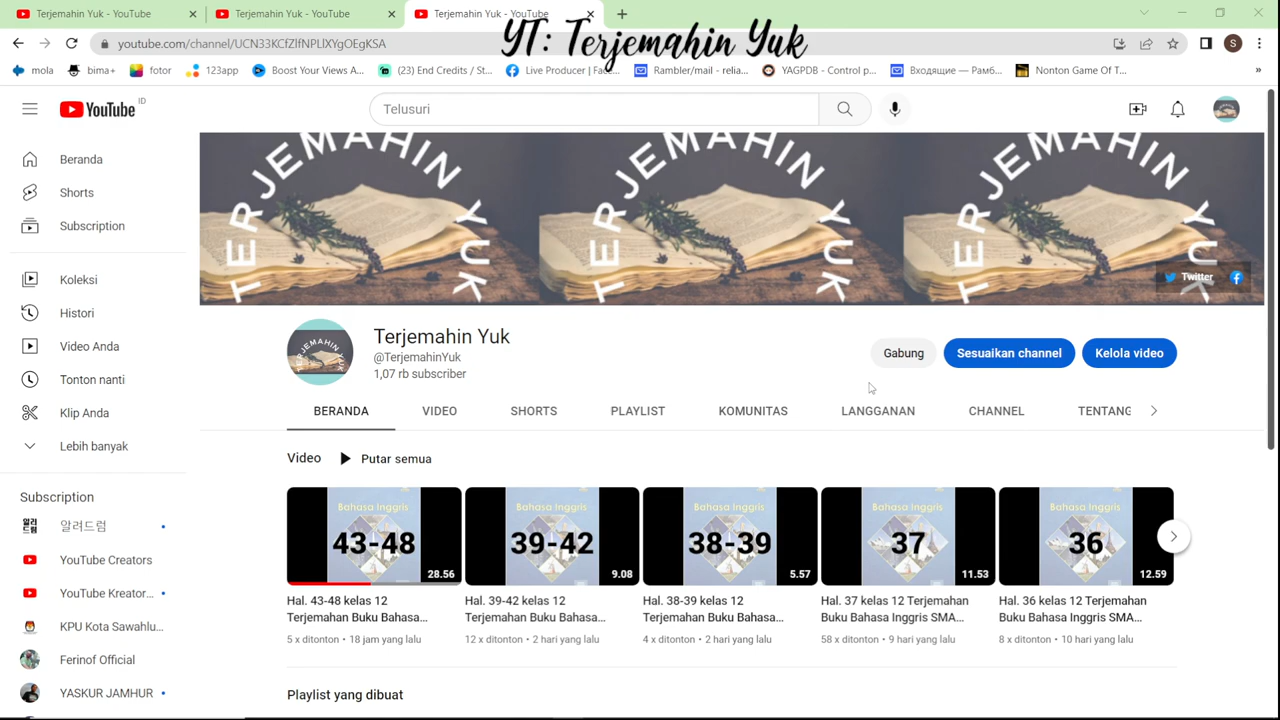 Terjemahin Yuk - YouTube
Terjemahin Yuk - YouTube
Terjemahin Yuk - YouTube
YT: Terjemahin Yuk
youtube.com/channel/UCN33KCfZlfNPLlXYgOEgKSA
S
mola
bima+
fotor
123app
Boost Your Views A...
(23) End Credits / St...
Live Producer | Fac...
Rambler/mail - relia...
YAGPDB - Control p...
Входящие — Рамб...
Nonton Game Of T...
»
YouTube ID
Telusuri
Beranda
Shorts
Subscription
Koleksi
Histori
Video Anda
Tonton nanti
Klip Anda
Lebih banyak
Subscription
알려드림
YouTube Creators
YouTube Kreator...
KPU Kota Sawahlu...
Ferinof Official
YASKUR JAMHUR
TERJEMAHIN YUK
TERJEMAHIN YUK
TERJEMAHIN YUK
Twitter
TERJEMAHIN YUK
Terjemahin Yuk
@TerjemahinYuk
1,07 rb subscriber
Gabung
Sesuaikan channel
Kelola video
BERANDA
VIDEO
SHORTS
PLAYLIST
KOMUNITAS
LANGGANAN
CHANNEL
TENTANG
Video
Putar semua
Bahasa Inggris
43-48
28.56
Hal. 43-48 kelas 12
Terjemahan Buku Bahasa...
5 x ditonton • 18 jam yang lalu
Bahasa Inggris
39-42
9.08
Hal. 39-42 kelas 12
Terjemahan Buku Bahasa...
12 x ditonton • 2 hari yang lalu
Bahasa Inggris
38-39
5.57
Hal. 38-39 kelas 12
Terjemahan Buku Bahasa...
4 x ditonton • 2 hari yang lalu
Bahasa Inggris
37
11.53
Hal. 37 kelas 12 Terjemahan
Buku Bahasa Inggris SMA...
58 x ditonton • 9 hari yang lalu
Bahasa Inggris
36
12.59
Hal. 36 kelas 12 Terjemahan
Buku Bahasa Inggris SMA...
8 x ditonton • 10 hari yang lalu
Playlist yang dibuat